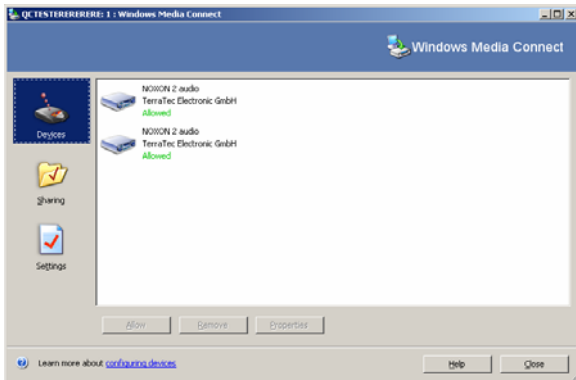 QCTESTERERERERE: 1 : Windows Media Connect
Windows Media Connect
Devices
NOXON 2 audio
TerraTec Electronic GmbH
Allowed
NOXON 2 audio
TerraTec Electronic GmbH
Allowed
Sharing
Settings
Allow
Remove
Properties
Learn more about configuring devices
Help
Close